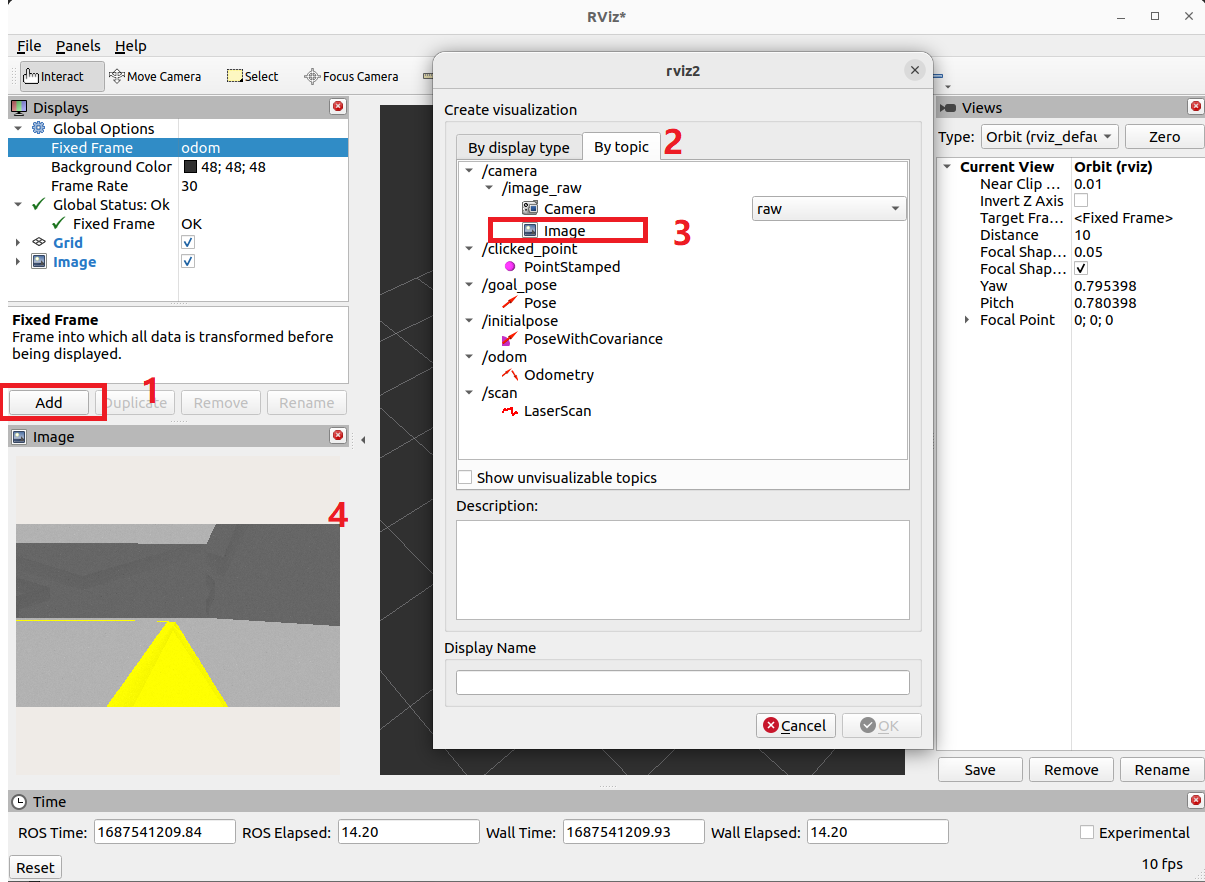 RViz*
File Panels Help
Interact Move Camera Select Focus Camera
Displays
Global Options
Fixed Frame odom
Background Color 48; 48; 48
Frame Rate 30
Global Status: Ok
Fixed Frame OK
Grid
Image
Fixed Frame
Frame into which all data is transformed before
being displayed.
1
Add Duplicate Remove Rename
Image
4
rviz2
Create visualization
By display type By topic 2
/camera
/image_raw
Camera raw
Image 3
/clicked_point
PointStamped
/goal_pose
Pose
/initialpose
PoseWithCovariance
/odom
Odometry
/scan
LaserScan
Show unvisualizable topics
Description:
Display Name
Cancel OK
Views
Type: Orbit (rviz_defau Zero
Current View Orbit (rviz)
Near Clip ... 0.01
Invert Z Axis
Target Fra... <Fixed Frame>
Distance 10
Focal Shap... 0.05
Focal Shap...
Yaw 0.795398
Pitch 0.780398
Focal Point 0; 0; 0
Save Remove Rename
Time
ROS Time: 1687541209.84 ROS Elapsed: 14.20 Wall Time: 1687541209.93 Wall Elapsed: 14.20 Experimental
Reset 10 fps